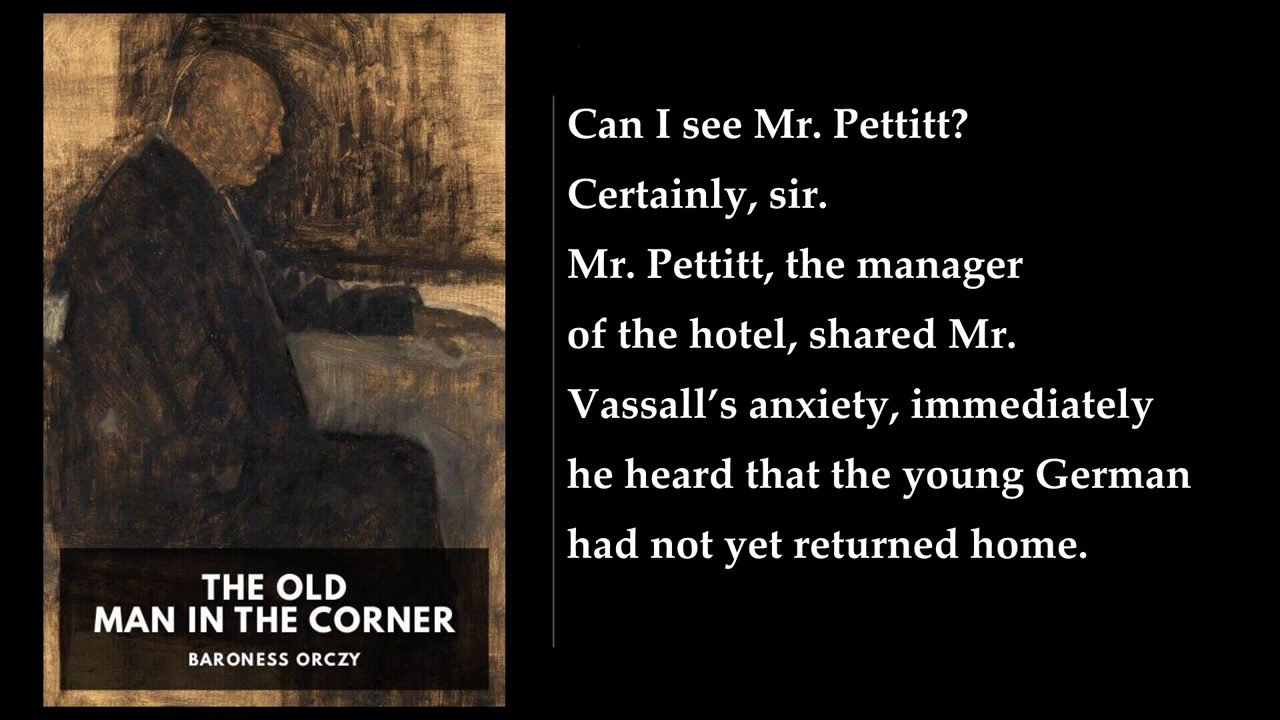 THE OLD
MAN IN THE CORNER
BARONESS ORCZY
Can I see Mr. Pettitt?
Certainly, sir.
Mr. Pettitt, the manager
of the hotel, shared Mr.
Vassall’s anxiety, immediately
he heard that the young German
had not yet returned home.